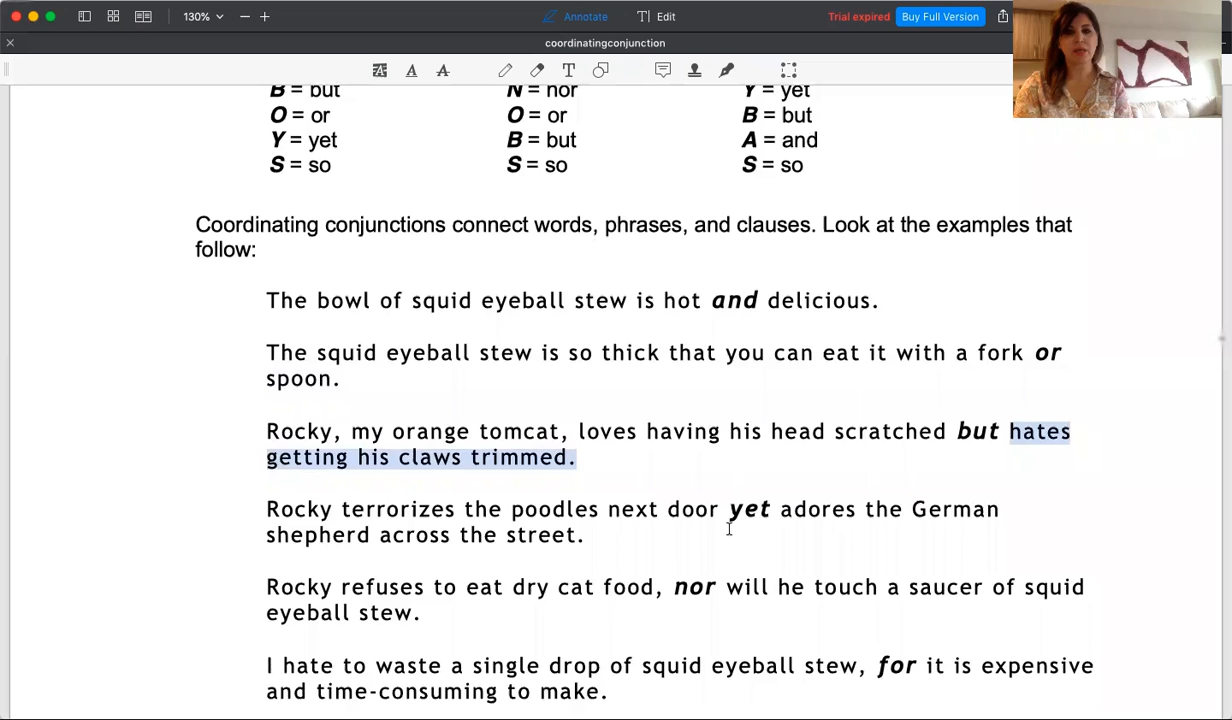 130%
Annotate
Edit
Trial expired
Buy Full Version
coordinatingconjunction
B = but N = nor Y = yet
O = or O = or B = but
Y = yet B = but A = and
S = so S = so S = so
Coordinating conjunctions connect words, phrases, and clauses. Look at the examples that
follow:
The bowl of squid eyeball stew is hot and delicious.
The squid eyeball stew is so thick that you can eat it with a fork or
spoon.
Rocky, my orange tomcat, loves having his head scratched but hates
getting his claws trimmed.
Rocky terrorizes the poodles next door yet adores the German
shepherd across the street.
Rocky refuses to eat dry cat food, nor will he touch a saucer of squid
eyeball stew.
I hate to waste a single drop of squid eyeball stew, for it is expensive
and time-consuming to make.